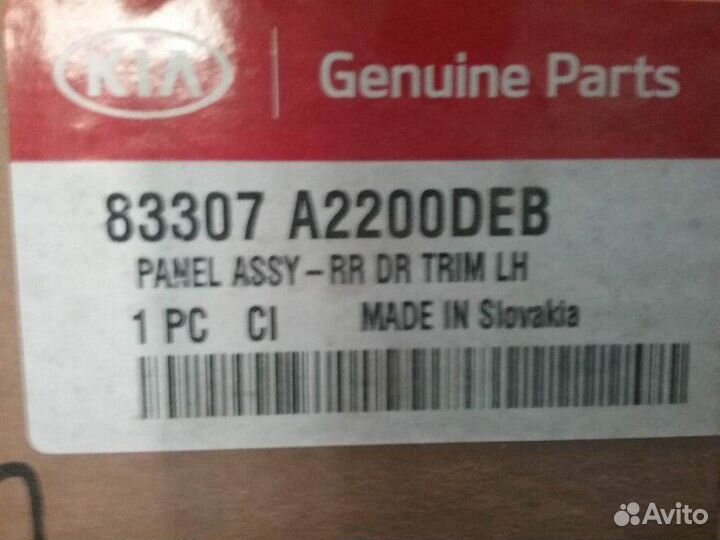 KIA Genuine Parts
83307 A2200DEB
PANEL ASSY-RR DR TRIM LH
1 PC CI MADE IN Slovakia
Avito